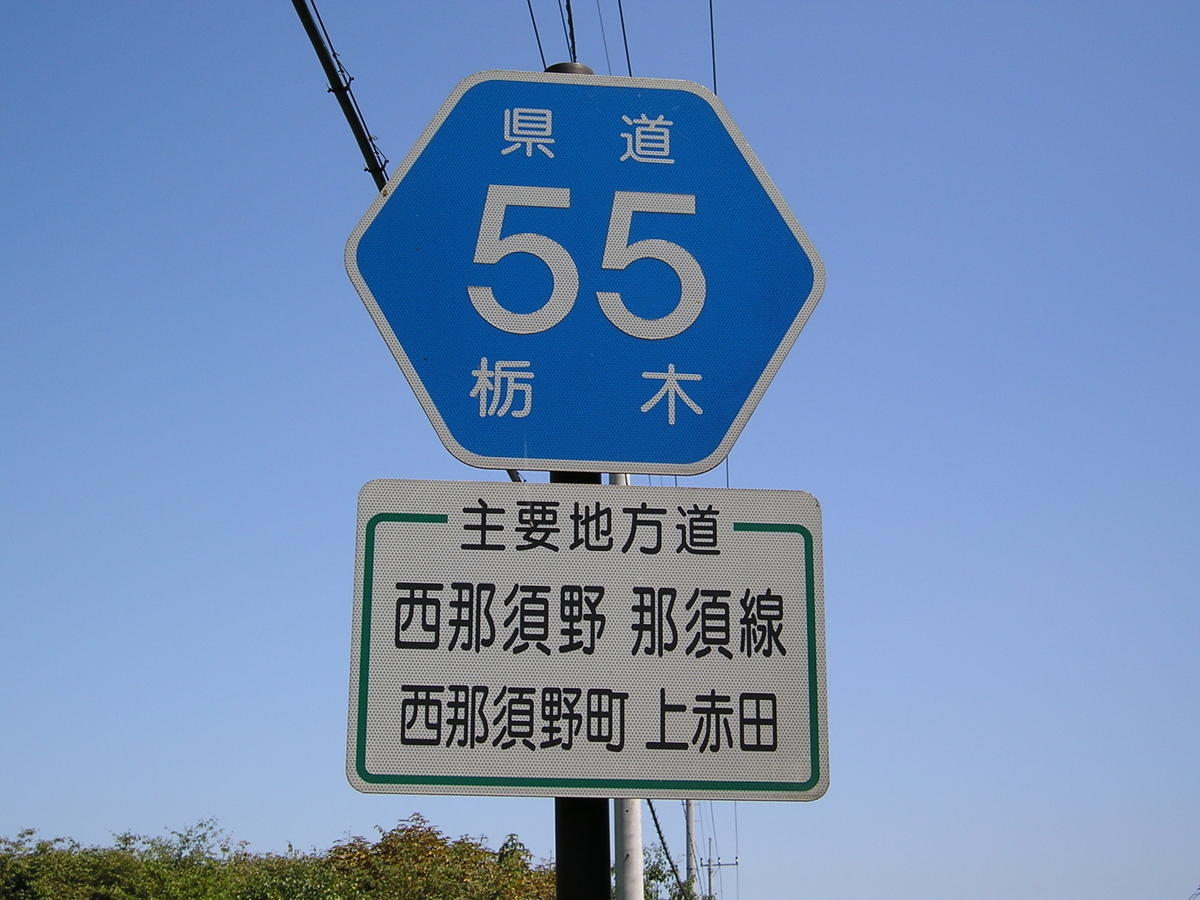 県道
55
栃木
主要地方道
西那須野 那須線
西那須野町 上赤田